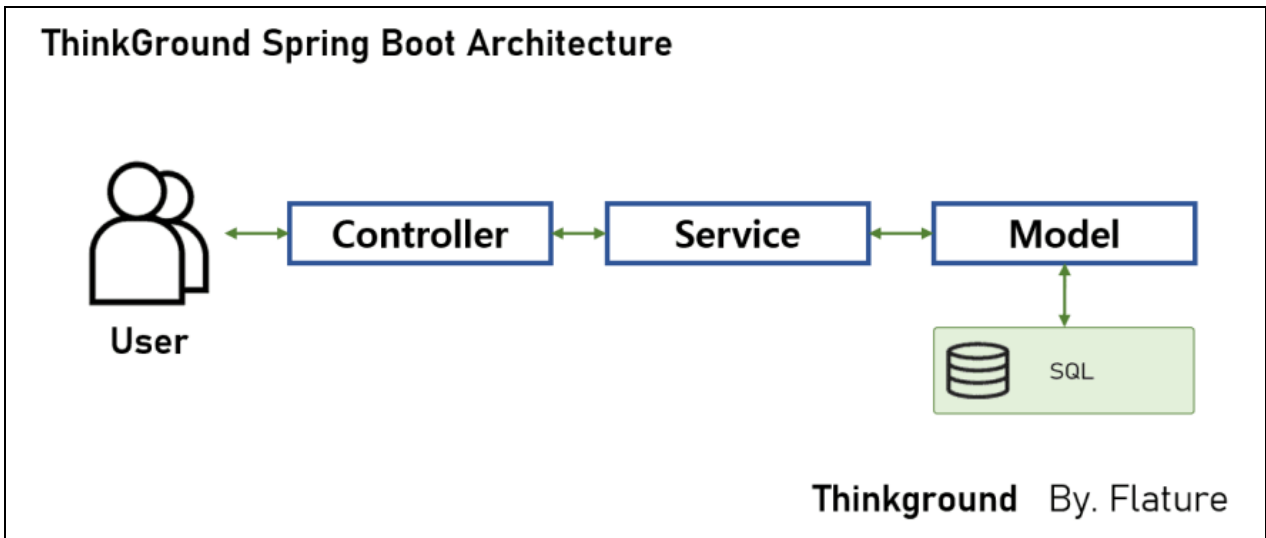 ThinkGround Spring Boot Architecture
Controller
Service
Model
User
SQL
Thinkground By. Flature